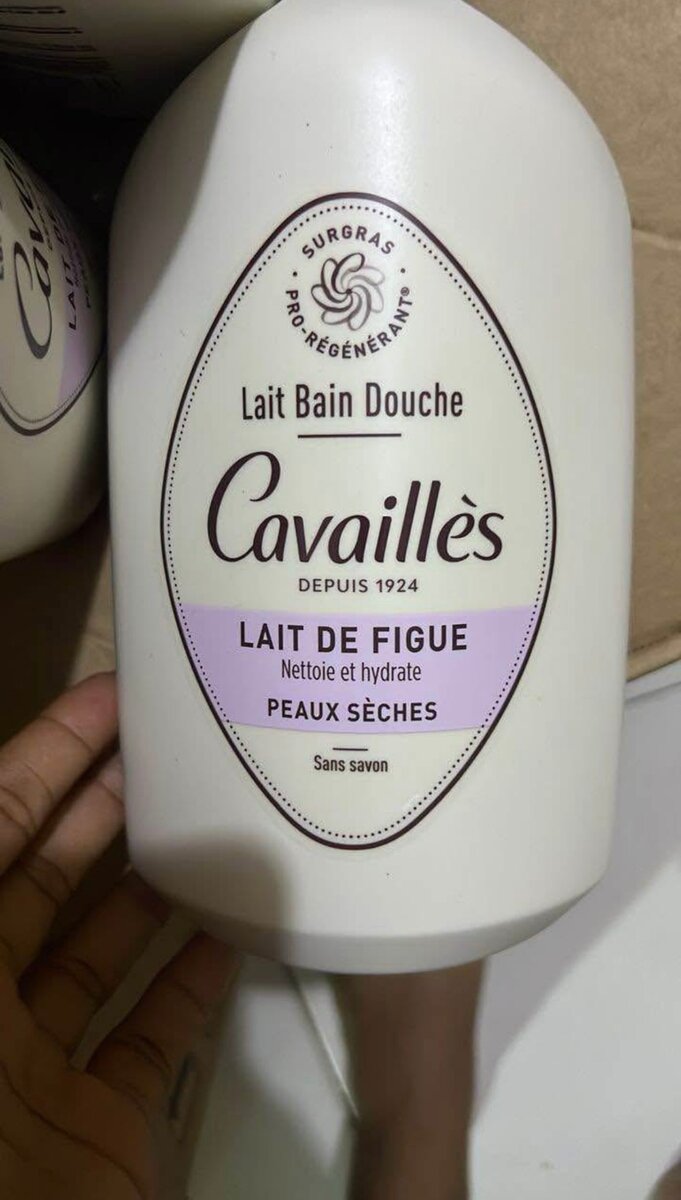 SURGRAS
PRO-RÉGÉNÉRANT®
Lait Bain Douche
Cavaillès
DEPUIS 1924
LAIT DE FIGUE
Nettoie et hydrate
PEAUX SÈCHES
Sans savon